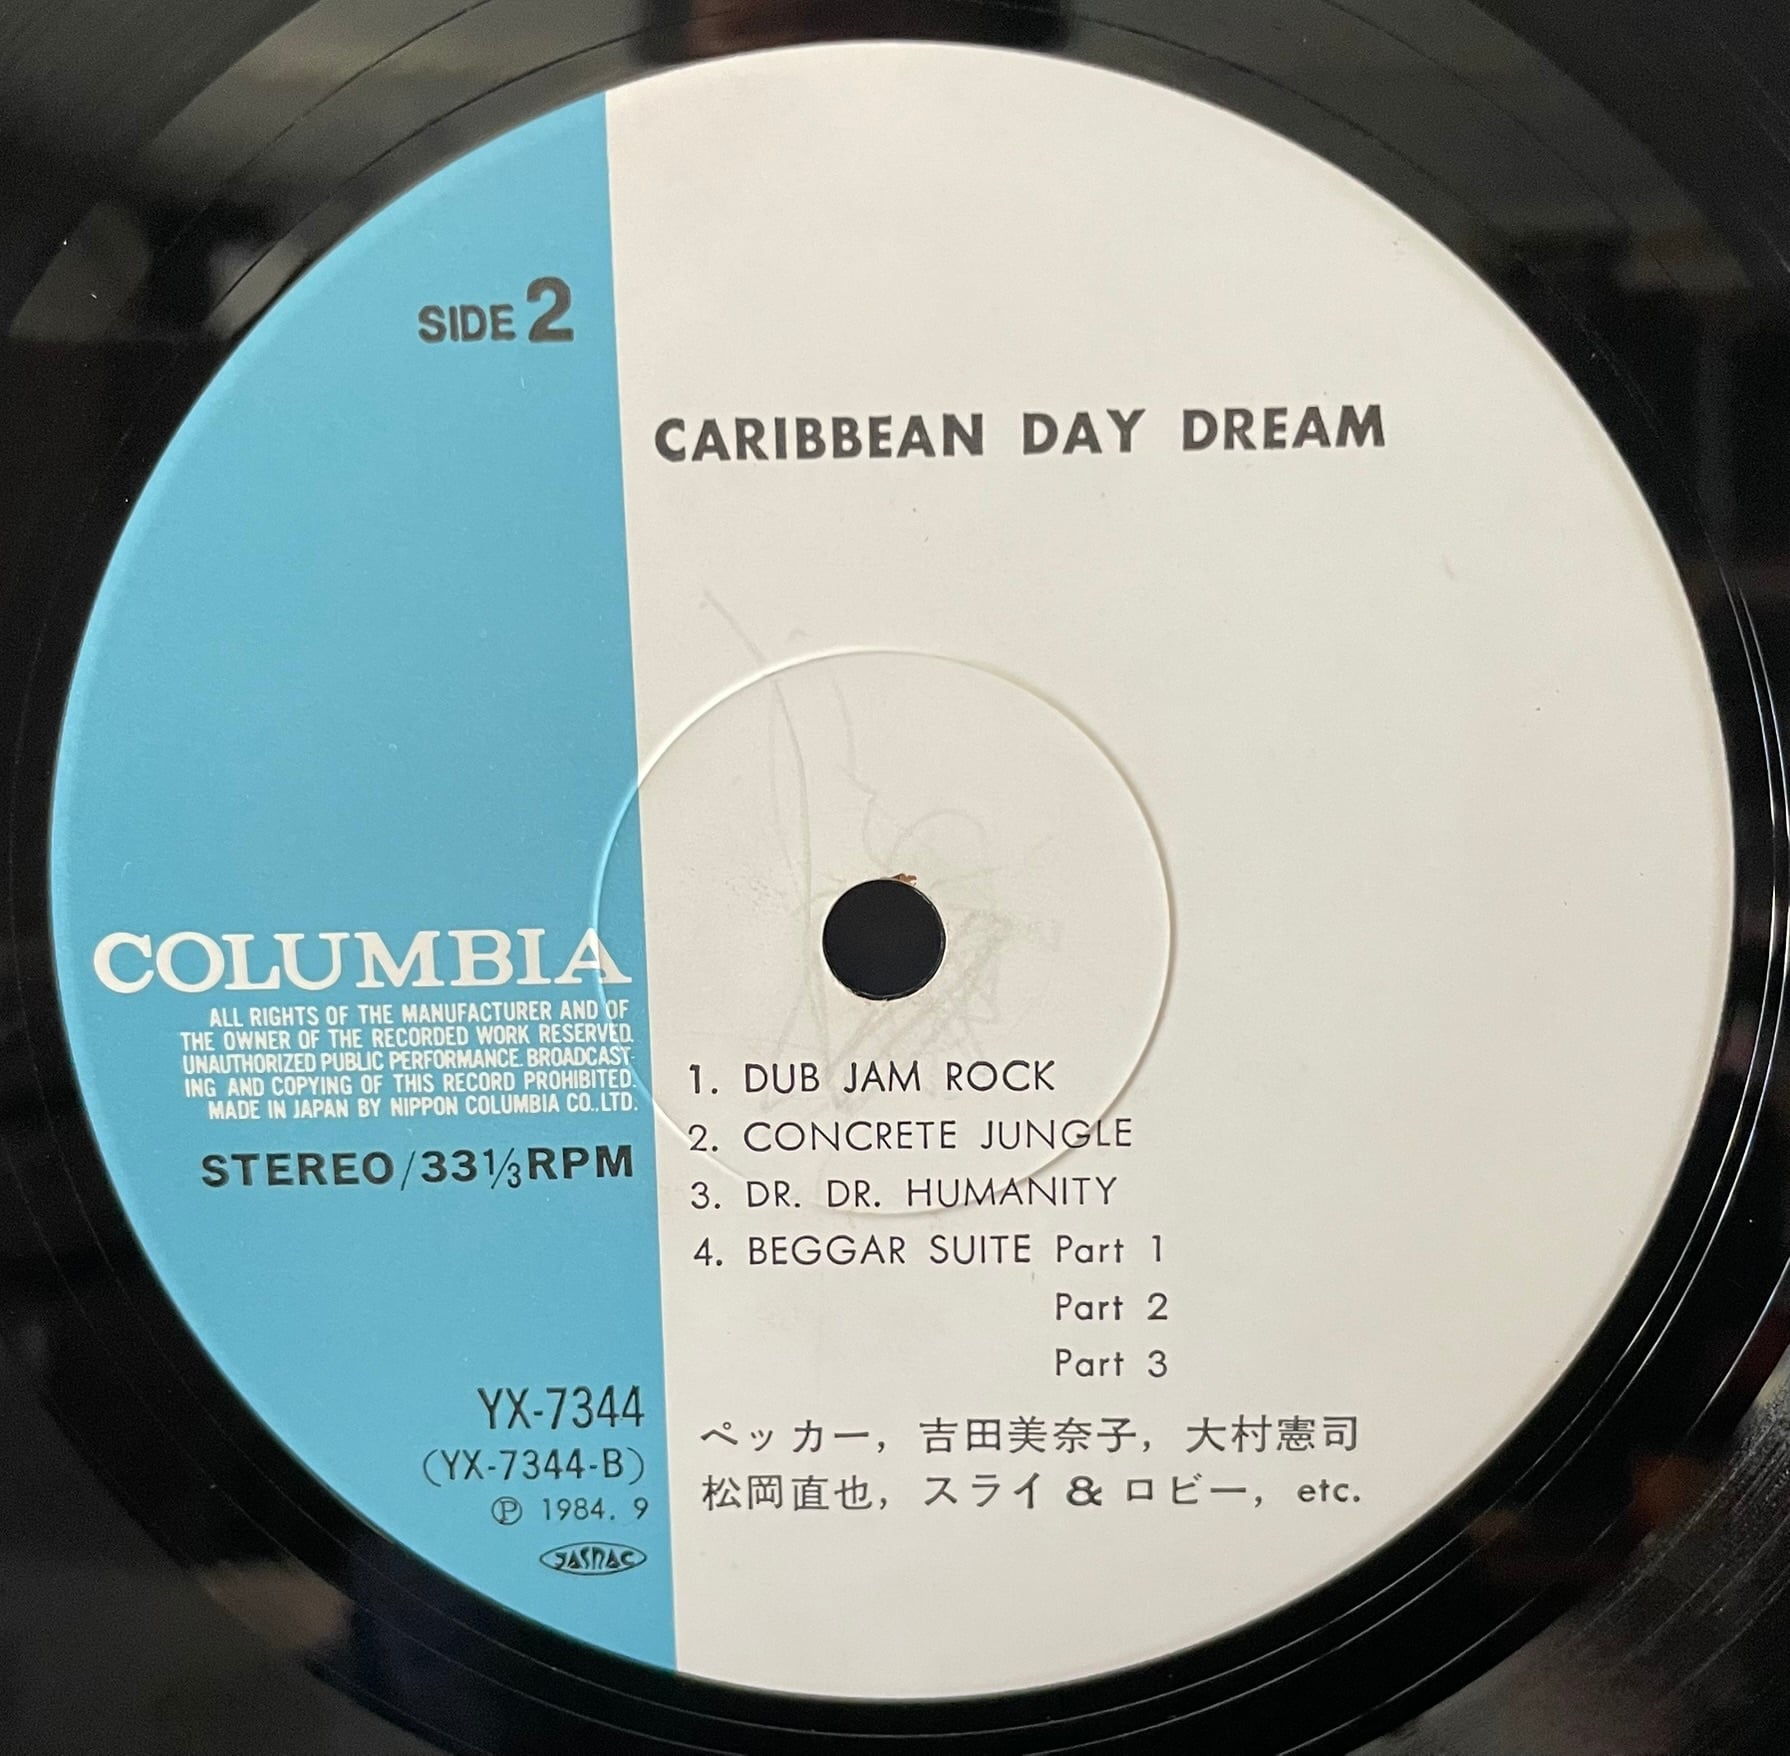 SIDE 2
CARIBBEAN DAY DREAM
COLUMBIA
ALL RIGHTS OF THE MANUFACTURER AND OF
THE OWNER OF THE RECORDED WORK RESERVED.
UNAUTHORIZED PUBLIC PERFORMANCE. BROADCAST-
ING AND COPYING OF THIS RECORD PROHIBITED.
MADE IN JAPAN BY NIPPON COLUMBIA CO.,LTD.
STEREO/33⅓RPM
1. DUB JAM ROCK
2. CONCRETE JUNGLE
3. DR. DR. HUMANITY
4. BEGGAR SUITE Part 1
Part 2
Part 3
YX-7344
(YX-7344-B)
Ⓟ 1984. 9
JASRAC
ペッカー, 吉田美奈子, 大村憲司
松岡直也, スライ & ロビー, etc.